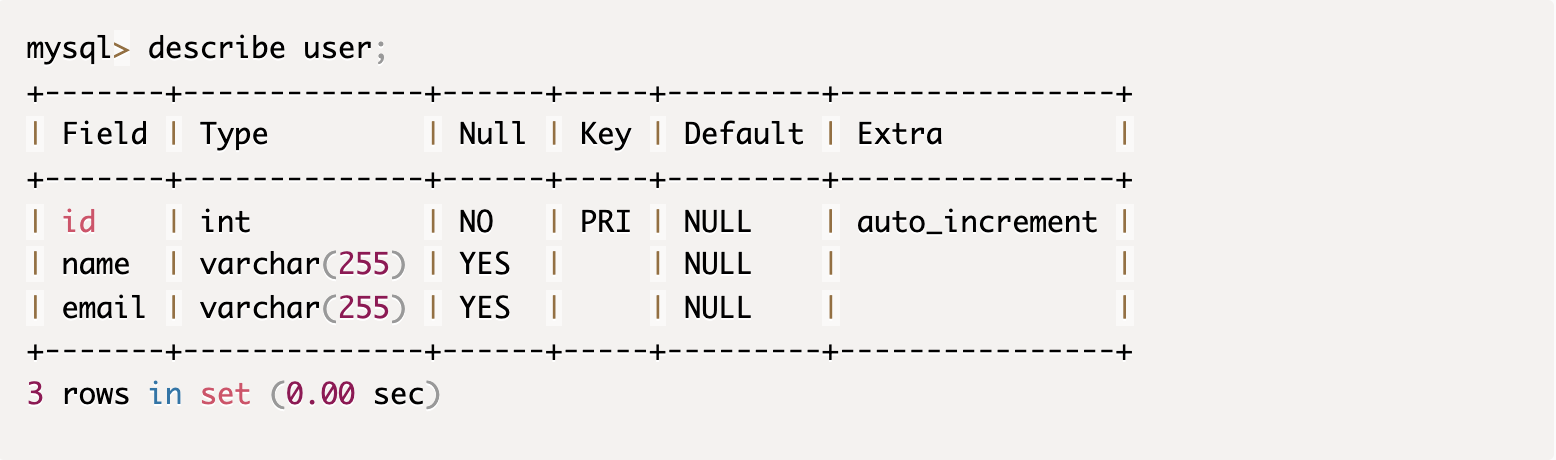 mysql> describe user;
+-------+--------------+------+-----+---------+----------------+
| Field | Type         | Null | Key | Default | Extra          |
+-------+--------------+------+-----+---------+----------------+
| id    | int          | NO   | PRI | NULL    | auto_increment |
| name  | varchar(255) | YES  |     | NULL    |                |
| email | varchar(255) | YES  |     | NULL    |                |
+-------+--------------+------+-----+---------+----------------+
3 rows in set (0.00 sec)